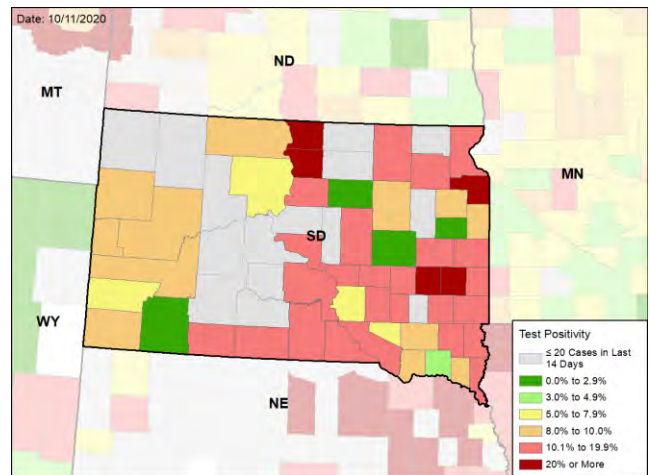 Date: 10/11/2020
ND
MT
MN
SD
WY
NE
Test Positivity
≤ 20 Cases in Last
14 Days
0.0% to 2.9%
3.0% to 4.9%
5.0% to 7.9%
8.0% to 10.0%
10.1% to 19.9%
20% or More